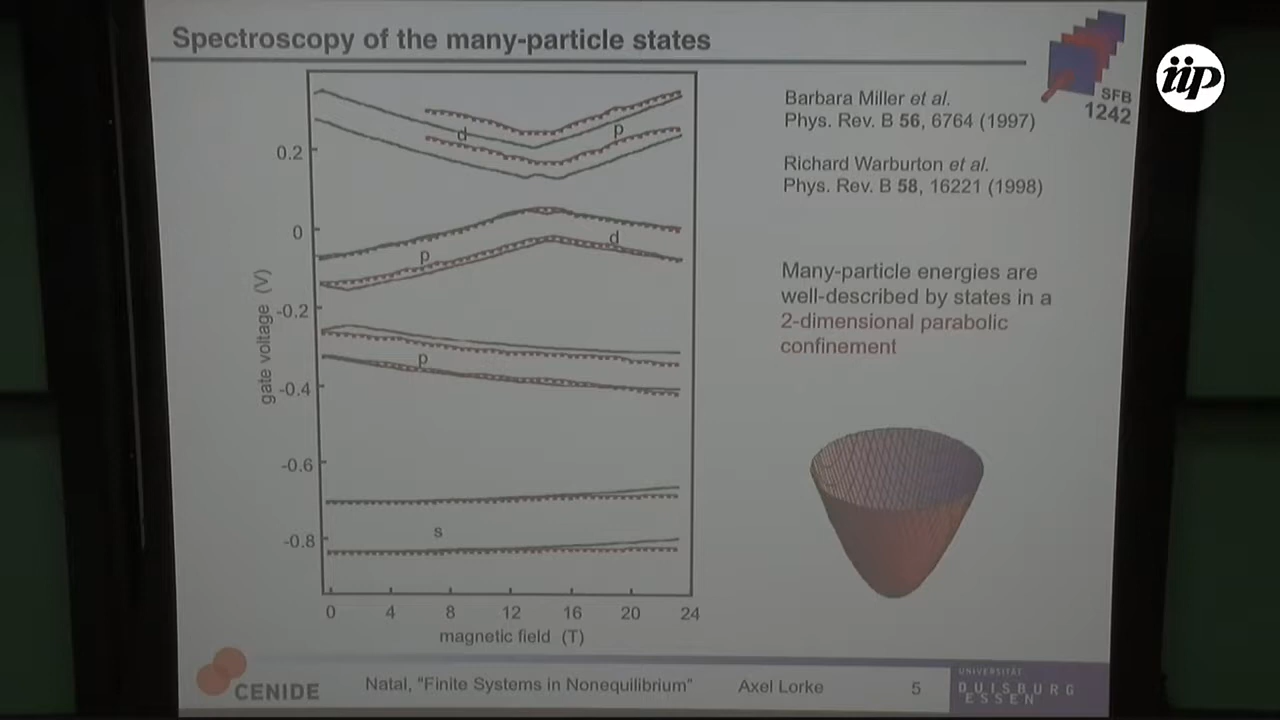 Spectroscopy of the many-particle states
iip
SFB
1242
Barbara Miller et al.
Phys. Rev. B 56, 6764 (1997)
Richard Warburton et al.
Phys. Rev. B 58, 16221 (1998)
Many-particle energies are
well-described by states in a
2-dimensional parabolic
confinement
gate voltage (V)
0.2
0
-0.2
-0.4
-0.6
-0.8
d
p
p
d
p
s
0 4 8 12 16 20 24
magnetic field (T)
CENIDE
Natal, "Finite Systems in Nonequilibrium"
Axel Lorke
5
UNIVERSITÄT
DUISBURG
ESSEN